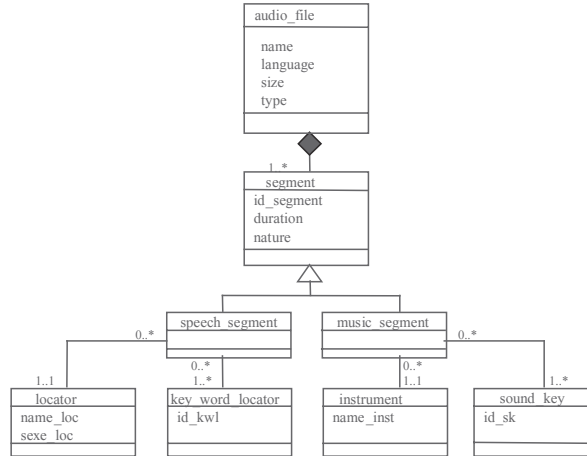 audio_file
name
language
size
type
1..*
segment
id_segment
duration
nature
speech_segment
music_segment
0..*
0..*
0..*
0..*
1..1
1..*
1..1
1..*
locator
name_loc
sexe_loc
key_word_locator
id_kwl
instrument
name_inst
sound_key
id_sk